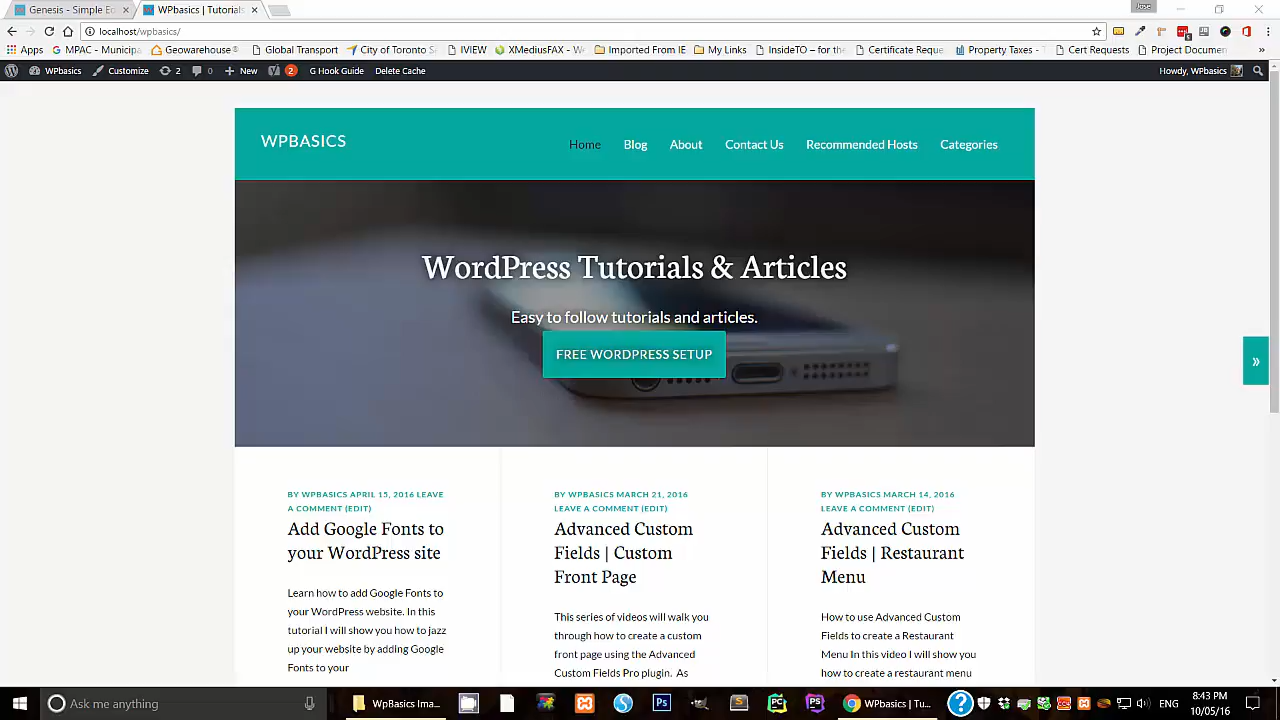 Genesis - Simple Ed
WPbasics | Tutorials
Jose
localhost/wpbasics/
Apps
MPAC - Municipa
Geowarehouse
Global Transport
City of Toronto
IVIEW
XMediusFAX - W
Imported From IE
My Links
InsideTO - for the
Certificate Reque
Property Taxes -
Cert Requests
Project Documen
WPbasics
Customize
2
0
New
2
G Hook Guide
Delete Cache
Howdy, WPbasics
WPBASICS
Home
Blog
About
Contact Us
Recommended Hosts
Categories
WordPress Tutorials & Articles
Easy to follow tutorials and articles.
FREE WORDPRESS SETUP
»
BY WPBASICS APRIL 15, 2016 LEAVE
A COMMENT (EDIT)
Add Google Fonts to
your WordPress site
Learn how to add Google Fonts to
your WordPress website. In this
tutorial I will show you how to jazz
up your website by adding Google
Fonts to your
BY WPBASICS MARCH 21, 2016
LEAVE A COMMENT (EDIT)
Advanced Custom
Fields | Custom
Front Page
This series of videos will walk you
through how to create a custom
front page using the Advanced
Custom Fields Pro plugin. As
BY WPBASICS MARCH 14, 2016
LEAVE A COMMENT (EDIT)
Advanced Custom
Fields | Restaurant
Menu
How to use Advanced Custom
Fields to create a Restaurant
Menu In this video I will show you
how to create a restaurant menu
Ask me anything
WpBasics Ima...
WPbasics | Tu...
ENG
8:43 PM
10/05/16